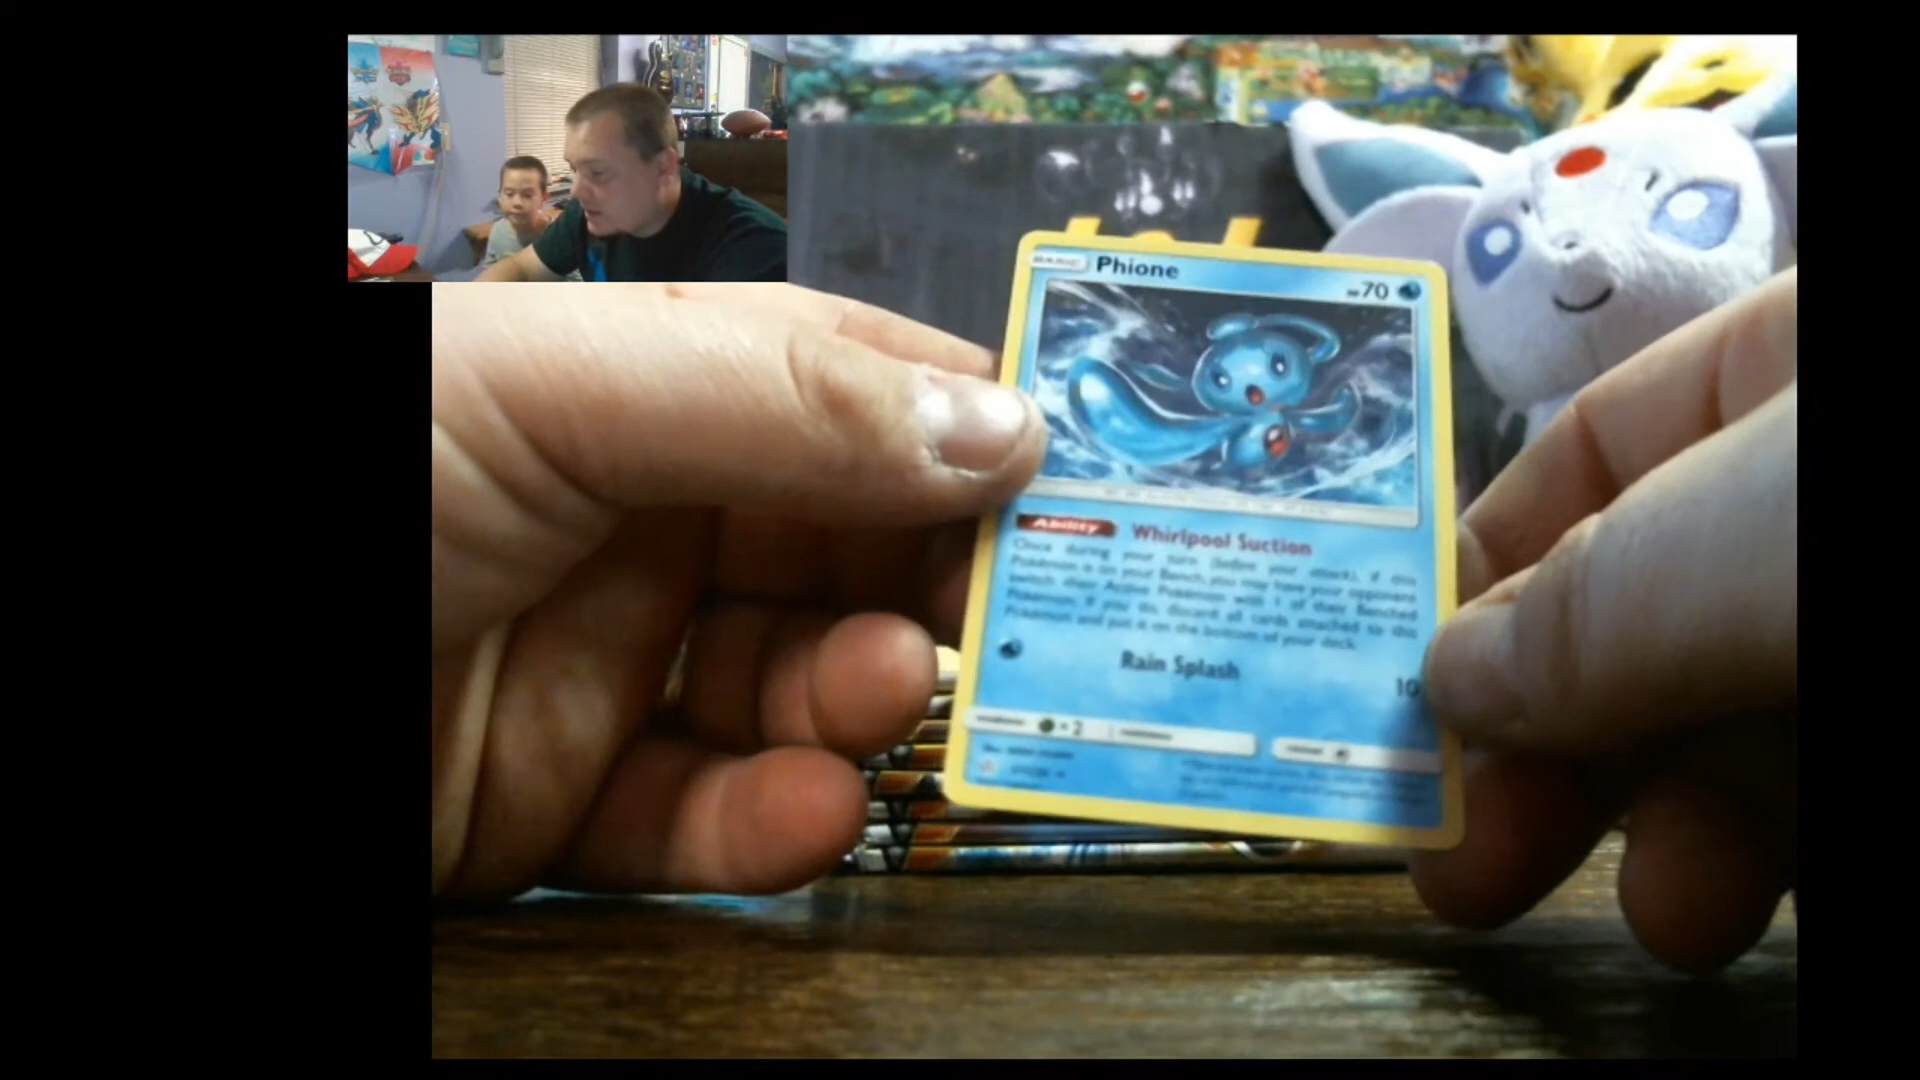 BASIC Phione
70
Ability Whirlpool Suction
Once during your turn (before your attack), if this
Pokémon is on your Bench, you may have your opponent
switch their Active Pokémon with 1 of their Benched
Pokémon. If you do, discard all cards attached to this
Pokémon and put it on the bottom of your deck.
Rain Splash 10
weakness ×2 resistance